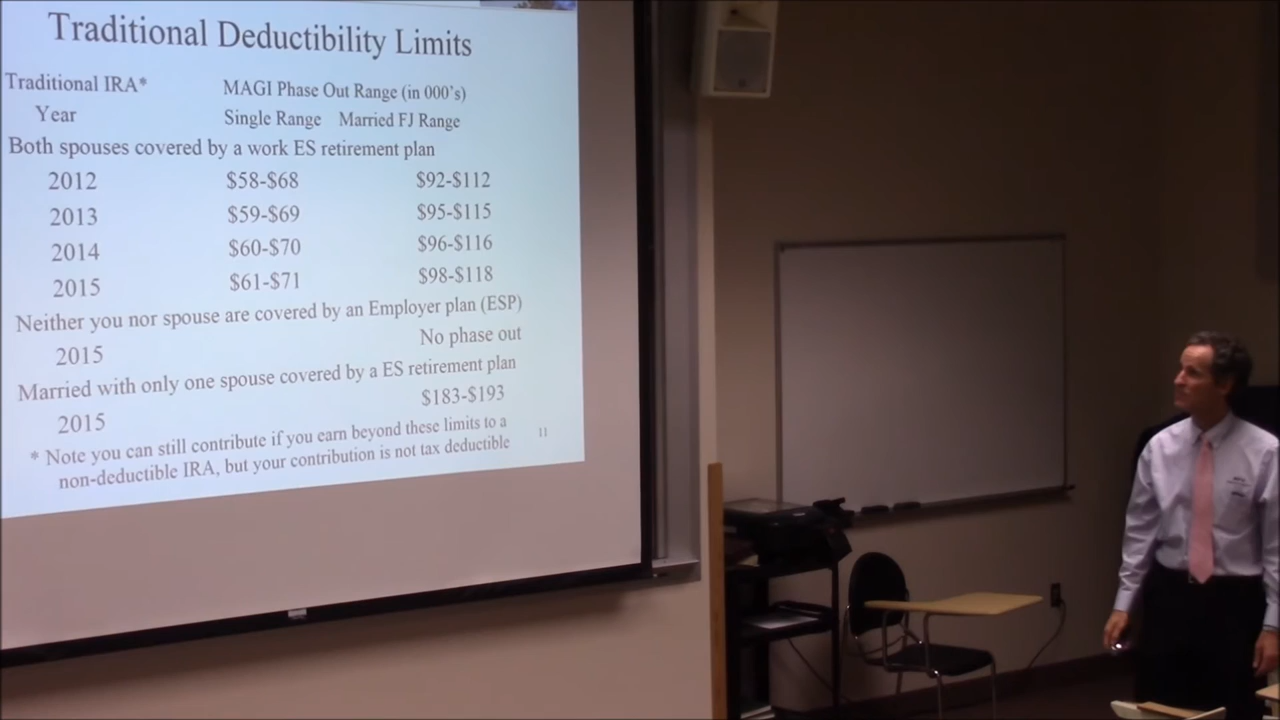 Traditional Deductibility Limits
Traditional IRA* MAGI Phase Out Range (in 000's)
Year Single Range Married FJ Range
Both spouses covered by a work ES retirement plan
2012 $58-$68 $92-$112
2013 $59-$69 $95-$115
2014 $60-$70 $96-$116
2015 $61-$71 $98-$118
Neither you nor spouse are covered by an Employer plan (ESP)
2015 No phase out
Married with only one spouse covered by a ES retirement plan
2015 $183-$193
* Note you can still contribute if you earn beyond these limits to a
non-deductible IRA, but your contribution is not tax deductible
11